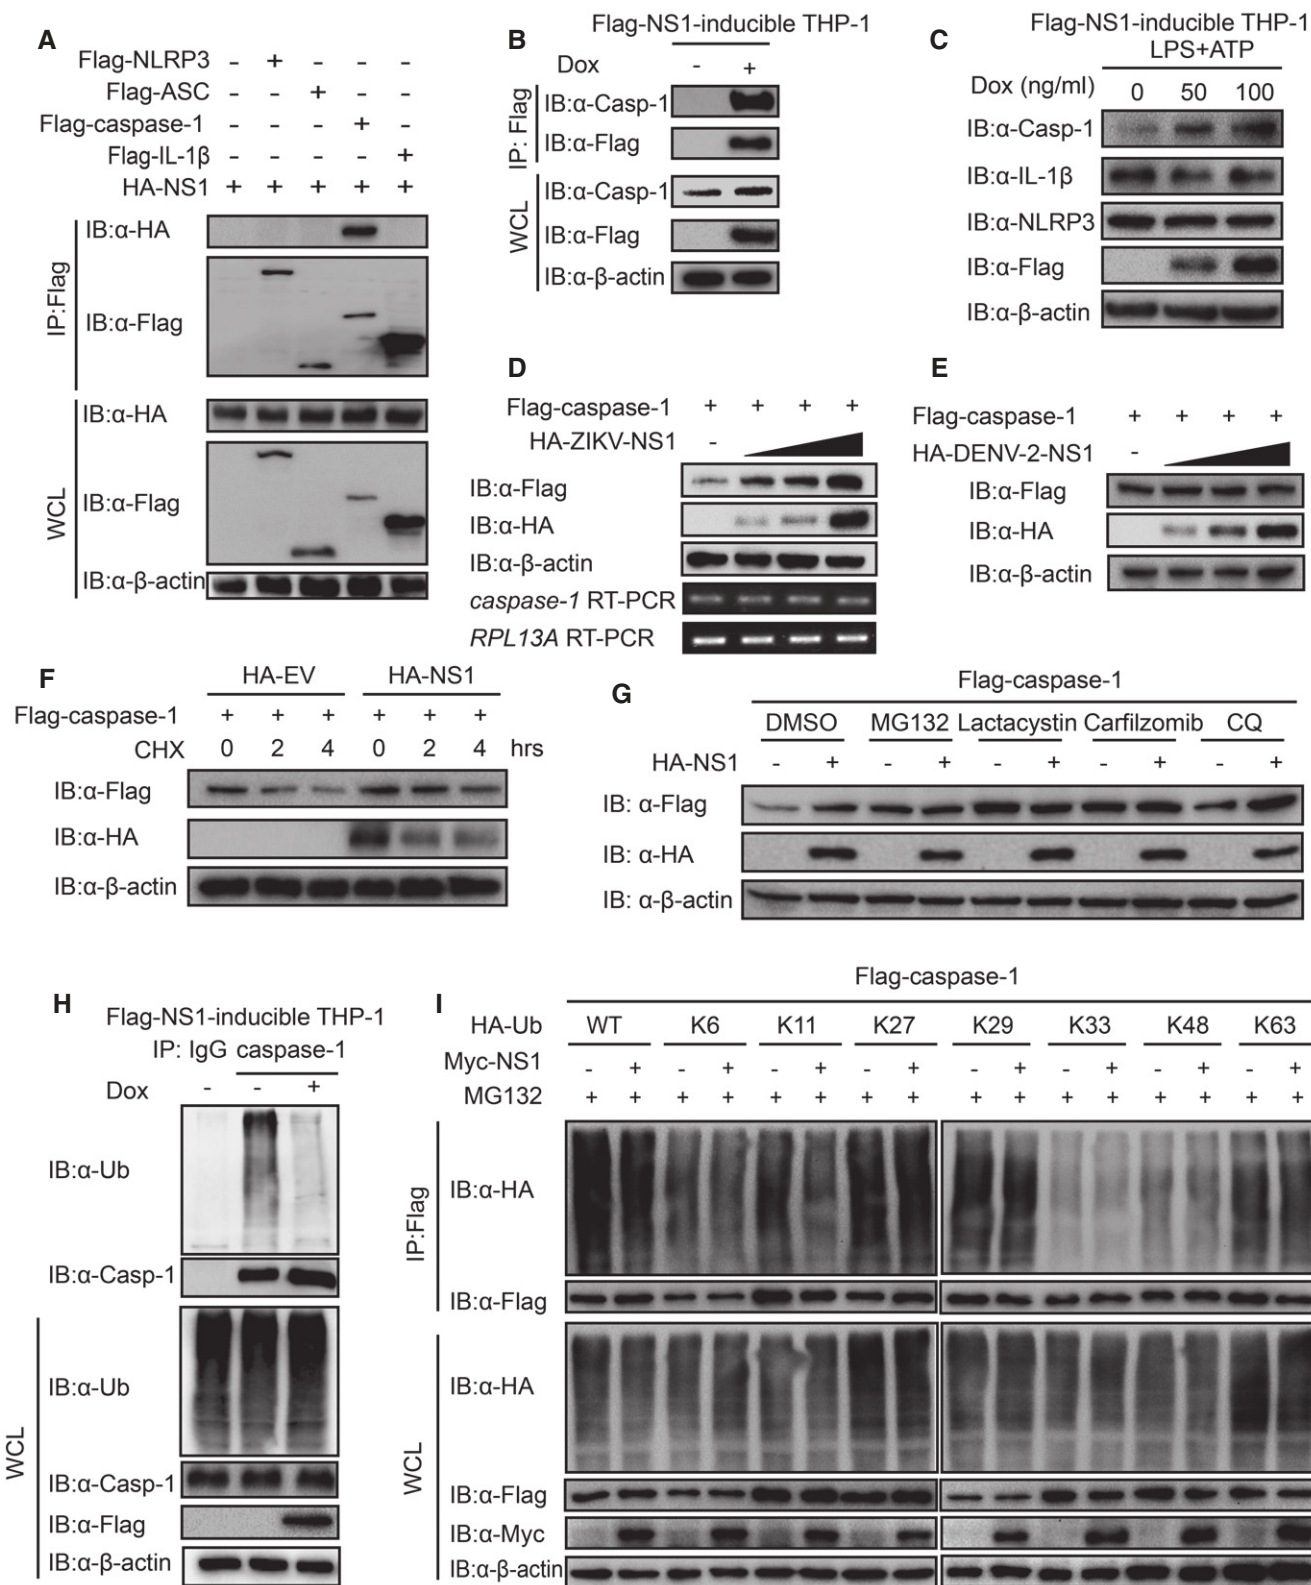 A
Flag-NLRP3 - + - - -
Flag-ASC - - + - -
Flag-caspase-1 - - - + -
Flag-IL-1β - - - - +
HA-NS1 + + + + +
IP:Flag
IB:α-HA
IB:α-Flag
WCL
IB:α-HA
IB:α-Flag
IB:α-β-actin
B
Flag-NS1-inducible THP-1
Dox - +
IP: Flag
IB:α-Casp-1
IB:α-Flag
WCL
IB:α-Casp-1
IB:α-Flag
IB:α-β-actin
C
Flag-NS1-inducible THP-1
LPS+ATP
Dox (ng/ml) 0 50 100
IB:α-Casp-1
IB:α-IL-1β
IB:α-NLRP3
IB:α-Flag
IB:α-β-actin
D
Flag-caspase-1 + + + +
HA-ZIKV-NS1 -
IB:α-Flag
IB:α-HA
IB:α-β-actin
caspase-1 RT-PCR
RPL13A RT-PCR
E
Flag-caspase-1 + + + +
HA-DENV-2-NS1 -
IB:α-Flag
IB:α-HA
IB:α-β-actin
F
HA-EV HA-NS1
Flag-caspase-1 + + + + + +
CHX 0 2 4 0 2 4 hrs
IB:α-Flag
IB:α-HA
IB:α-β-actin
G
Flag-caspase-1
DMSO MG132 Lactacystin Carfilzomib CQ
HA-NS1 - + - + - + - + - +
IB: α-Flag
IB: α-HA
IB: α-β-actin
H
Flag-NS1-inducible THP-1
IP: IgG caspase-1
Dox - - +
IB:α-Ub
IB:α-Casp-1
WCL
IB:α-Ub
IB:α-Casp-1
IB:α-Flag
IB:α-β-actin
I
Flag-caspase-1
HA-Ub WT K6 K11 K27 K29 K33 K48 K63
Myc-NS1 - + - + - + - + - + - + - + - +
MG132 + + + + + + + + + + + + + + + +
IP:Flag
IB:α-HA
IB:α-Flag
WCL
IB:α-HA
IB:α-Flag
IB:α-Myc
IB:α-β-actin